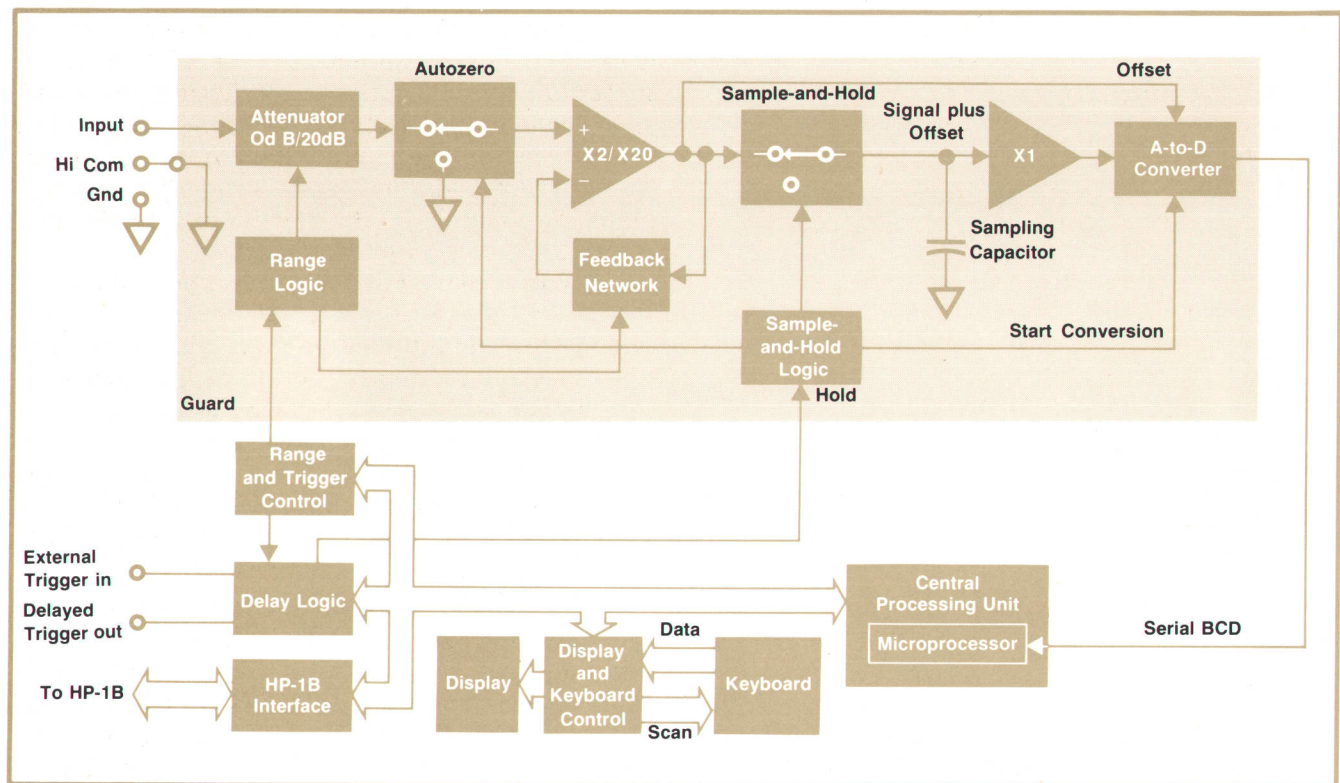 Autozero
Offset
Sample-and-Hold
Input
Attenuator
Od B/20dB
+
X2/X20
−
Signal plus
Offset
X1
A-to-D
Converter
Hi Com
Gnd
Range
Logic
Feedback
Network
Sampling
Capacitor
Sample-
and-Hold
Logic
Start Conversion
Guard
Hold
Range
and Trigger
Control
External
Trigger in
Delay Logic
Delayed
Trigger out
Central
Processing Unit
Microprocessor
Serial BCD
To HP-1B
HP-1B
Interface
Display
Display
and
Keyboard
Control
Data
Scan
Keyboard